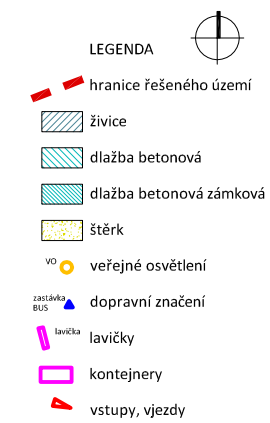 LEGENDA
hranice řešeného území
živice
dlažba betonová
dlažba betonová zámková
štěrk
VO
veřejné osvětlení
zastávka
BUS
dopravní značení
lavička
lavičky
kontejnery
vstupy, vjezdy